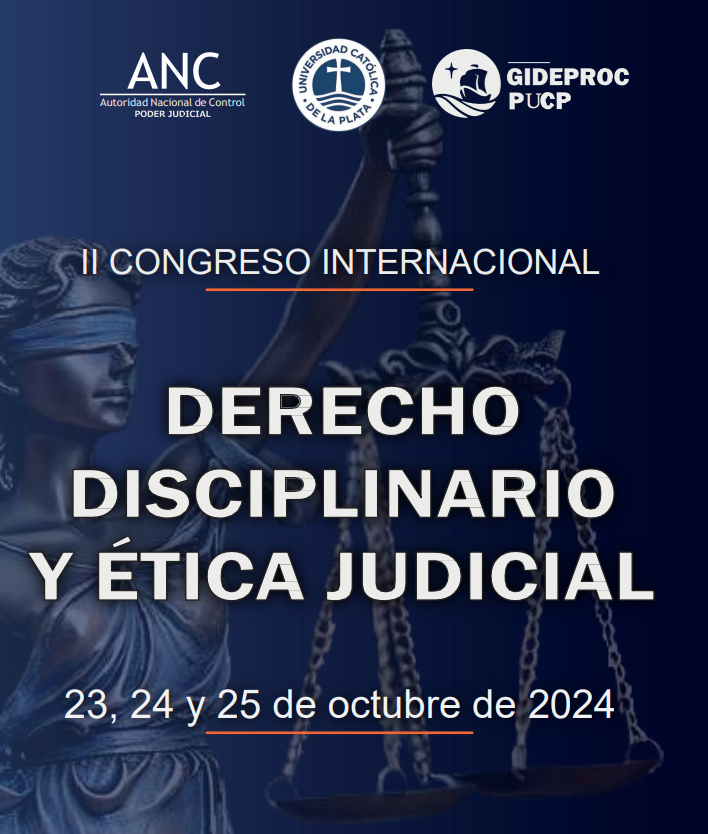 ANC
Autoridad Nacional de Control
PODER JUDICIAL
UNIVERSIDAD CATÓLICA
DE LA PLATA
GIDEPROC
PUCP
II CONGRESO INTERNACIONAL
DERECHO
DISCIPLINARIO
Y ÉTICA JUDICIAL
23, 24 y 25 de octubre de 2024